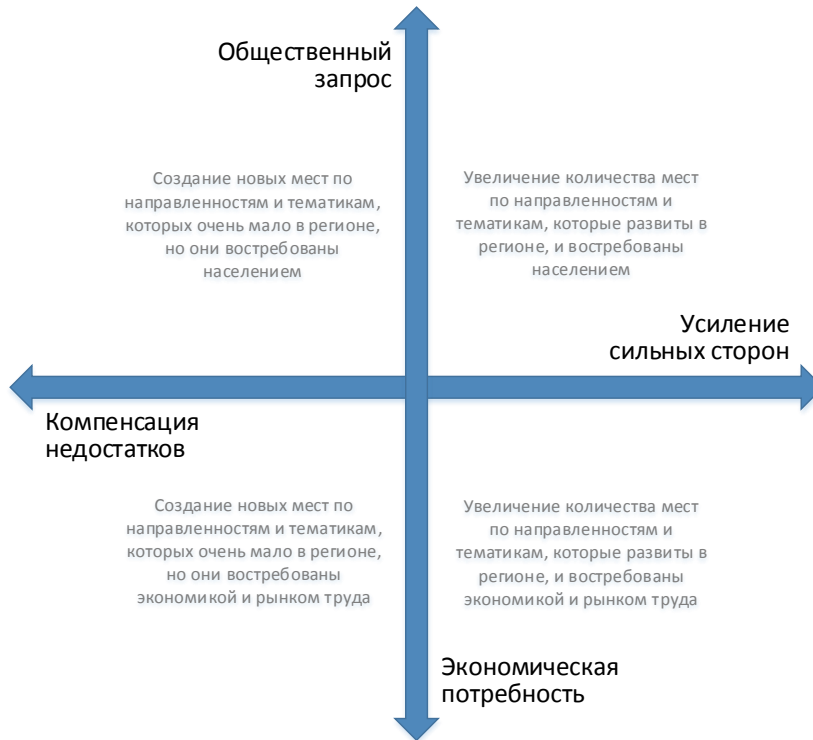 Общественный
запрос
Создание новых мест по
направленностям и тематикам,
которых очень мало в регионе,
но они востребованы
населением
Увеличение количества мест
по направленностям и
тематикам, которые развиты в
регионе, и востребованы
населением
Усиление
сильных сторон
Компенсация
недостатков
Создание новых мест по
направленностям и тематикам,
которых очень мало в регионе,
но они востребованы
экономикой и рынком труда
Увеличение количества мест
по направленностям и
тематикам, которые развиты в
регионе, и востребованы
экономикой и рынком труда
Экономическая
потребность